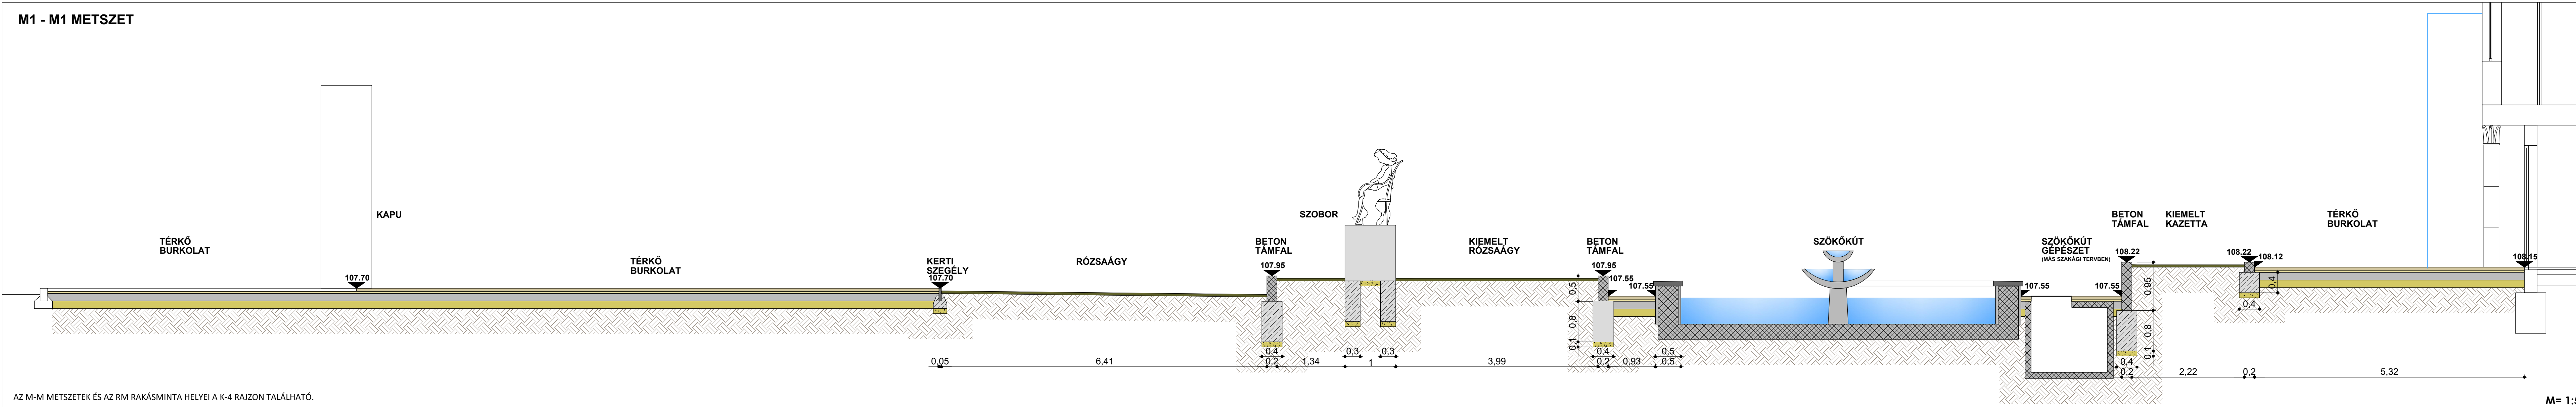 M1 - M1 METSZET
KAPU
TÉRKŐ
BURKOLAT
107.70
TÉRKŐ
BURKOLAT
KERTI
SZEGÉLY
107.70
RÓZSAÁGY
BETON
TÁMFAL
107.95
SZOBOR
KIEMELT
RÓZSAÁGY
BETON
TÁMFAL
107.95
107.55
107.55
SZÖKŐKÚT
SZÖKŐKÚT
GÉPÉSZET
(MÁS SZAKÁGI TERVBEN)
107.55
107.55
BETON
TÁMFAL
108.22
KIEMELT
KAZETTA
108.22
108.12
TÉRKŐ
BURKOLAT
108.15
0,5
0,8
0,1
0,95
0,8
0,1
0,4
0,4
0,4
0,3
0,3
0,4
0,5
0,4
0,05
6,41
0,2
1,34
1
3,99
0,2
0,93
0,5
0,2
2,22
0,2
5,32
AZ M-M METSZETEK ÉS AZ RM RAKÁSMINTA HELYEI A K-4 RAJZON TALÁLHATÓ.
M= 1: